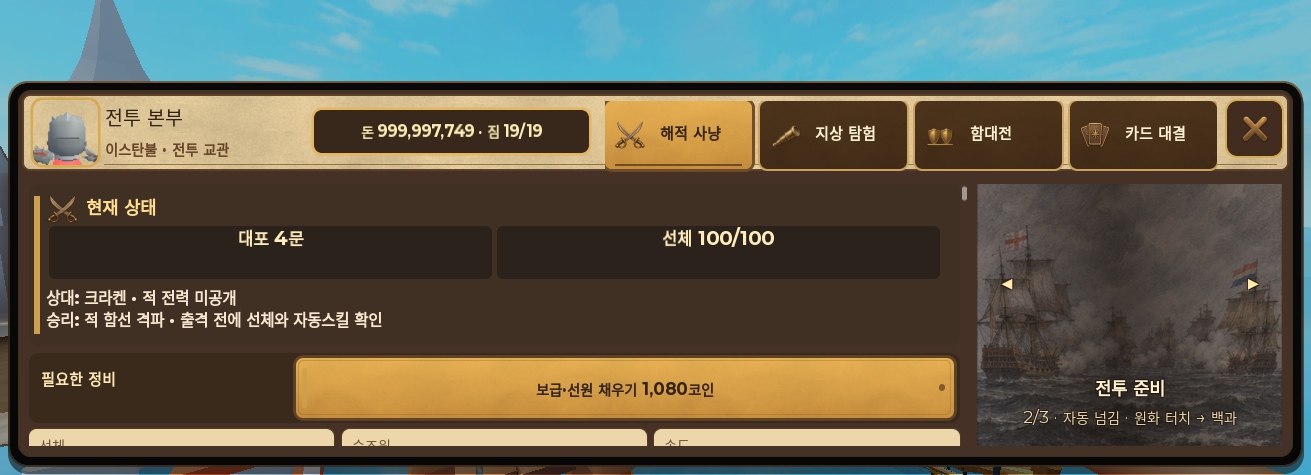 전투 본부
이스탄불 • 전투 교관
돈 999,997,749 · 짐 19/19
해적 사냥
지상 탐험
함대전
카드 대결
현재 상태
대포 4문
선체 100/100
상대: 크라켄 • 적 전력 미공개
승리: 적 함선 격파 • 출격 전에 선체와 자동스킬 확인
필요한 정비
보급·선원 채우기 1,080코인
전투 준비
2/3 · 자동 넘김 · 원화 터치 → 백과
선체
속도